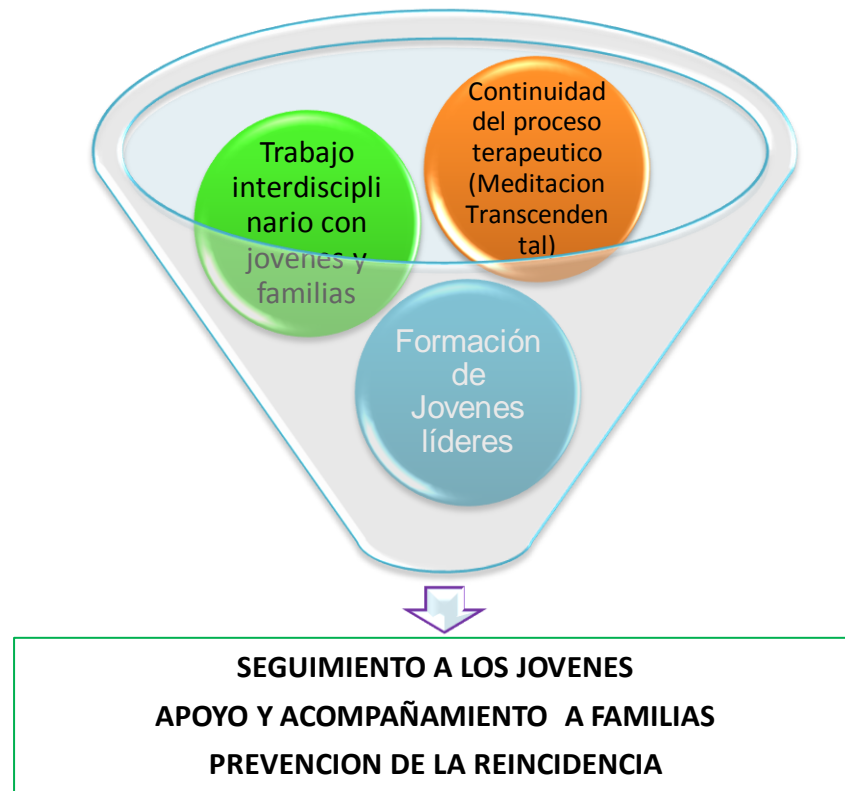 Trabajo
interdiscipli
nario con
jovenes y
familias
Continuidad
del proceso
terapeutico
(Meditacion
Transcenden
tal)
Formación
de
Jovenes
líderes
SEGUIMIENTO A LOS JOVENES
APOYO Y ACOMPAÑAMIENTO A FAMILIAS
PREVENCION DE LA REINCIDENCIA